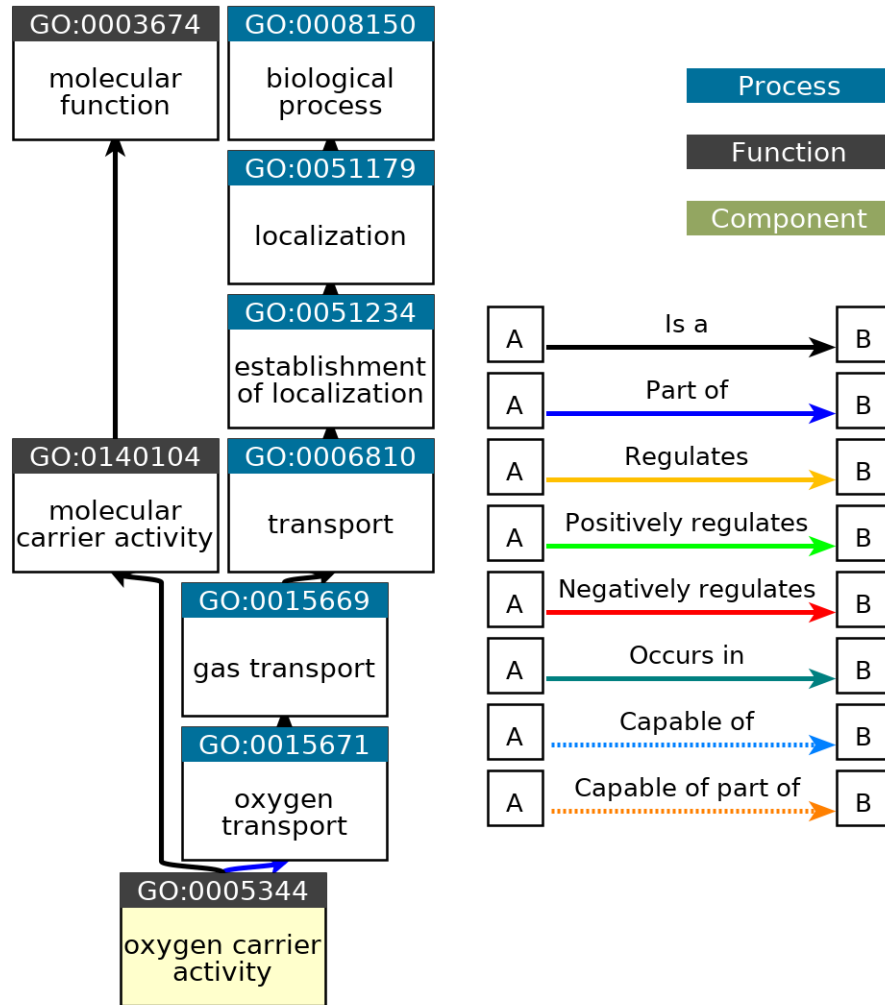 GO:0003674
molecular
function
GO:0008150
biological
process
GO:0051179
localization
GO:0051234
establishment
of localization
GO:0140104
molecular
carrier activity
GO:0006810
transport
GO:0015669
gas transport
GO:0015671
oxygen
transport
GO:0005344
oxygen carrier
activity
Process
Function
Component
A Is a B
A Part of B
A Regulates B
A Positively regulates B
A Negatively regulates B
A Occurs in B
A Capable of B
A Capable of part of B